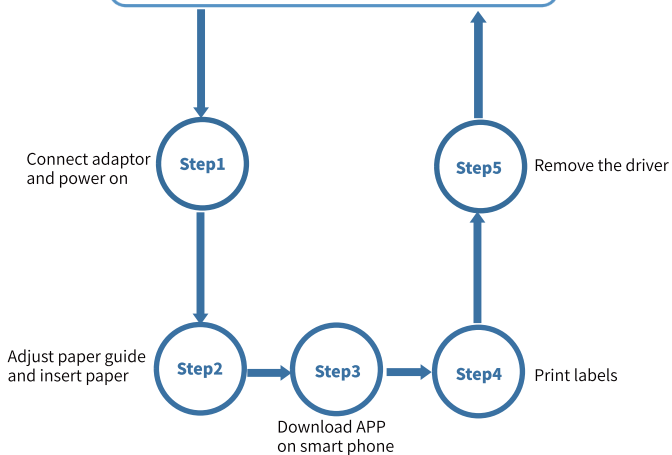 Step1
Connect adaptor
and power on
Step2
Adjust paper guide
and insert paper
Step3
Download APP
on smart phone
Step4
Print labels
Step5
Remove the driver